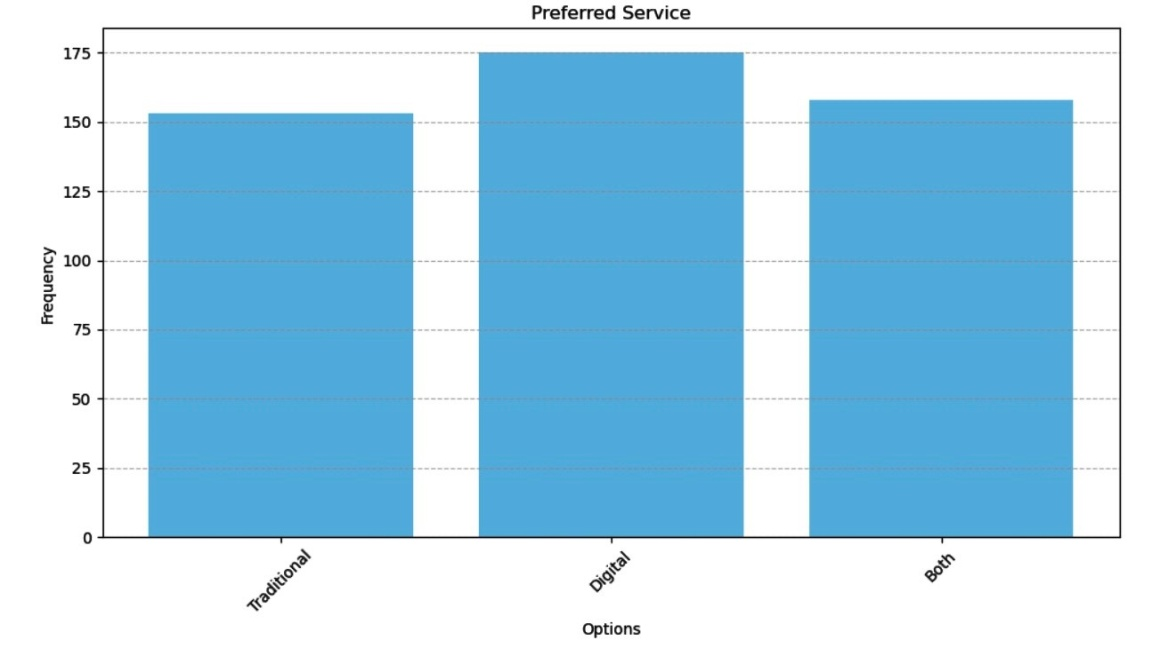 Preferred Service
175
150
125
100
75
50
25
0
Frequency
Traditional
Digital
Both
Options